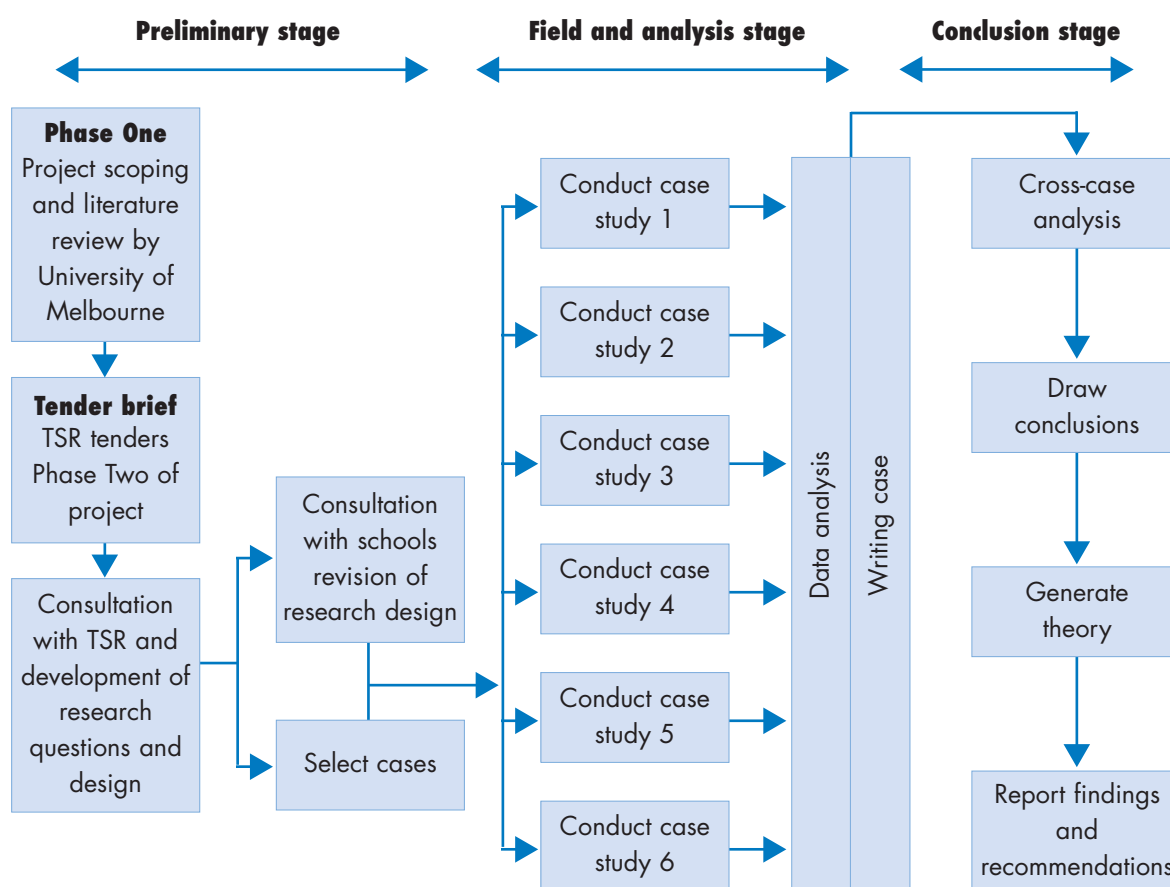 Preliminary stage
Field and analysis stage
Conclusion stage
Phase One
Project scoping
and literature
review by
University of
Melbourne
Tender brief
TSR tenders
Phase Two of
project
Consultation
with TSR and
development of
research
questions and
design
Consultation
with schools
revision of
research design
Select cases
Conduct case
study 1
Conduct case
study 2
Conduct case
study 3
Conduct case
study 4
Conduct case
study 5
Conduct case
study 6
Data analysis
Writing case
Cross-case
analysis
Draw
conclusions
Generate
theory
Report findings
and
recommendations